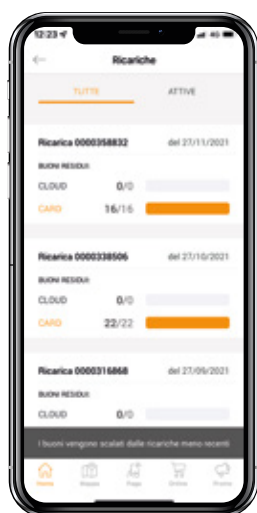 12:23
4G
Ricariche
TUTTE ATTIVE
Ricarica 0000358832 del 27/11/2021
BUONI RESIDUI:
CLOUD 0/0
CARD 16/16
Ricarica 0000338506 del 27/10/2021
BUONI RESIDUI:
CLOUD 0/0
CARD 22/22
Ricarica 0000316868 del 27/09/2021
BUONI RESIDUI:
CLOUD 0/0
I buoni vengono scalati dalle ricariche meno recenti
Home Mappa Paga Online Promo